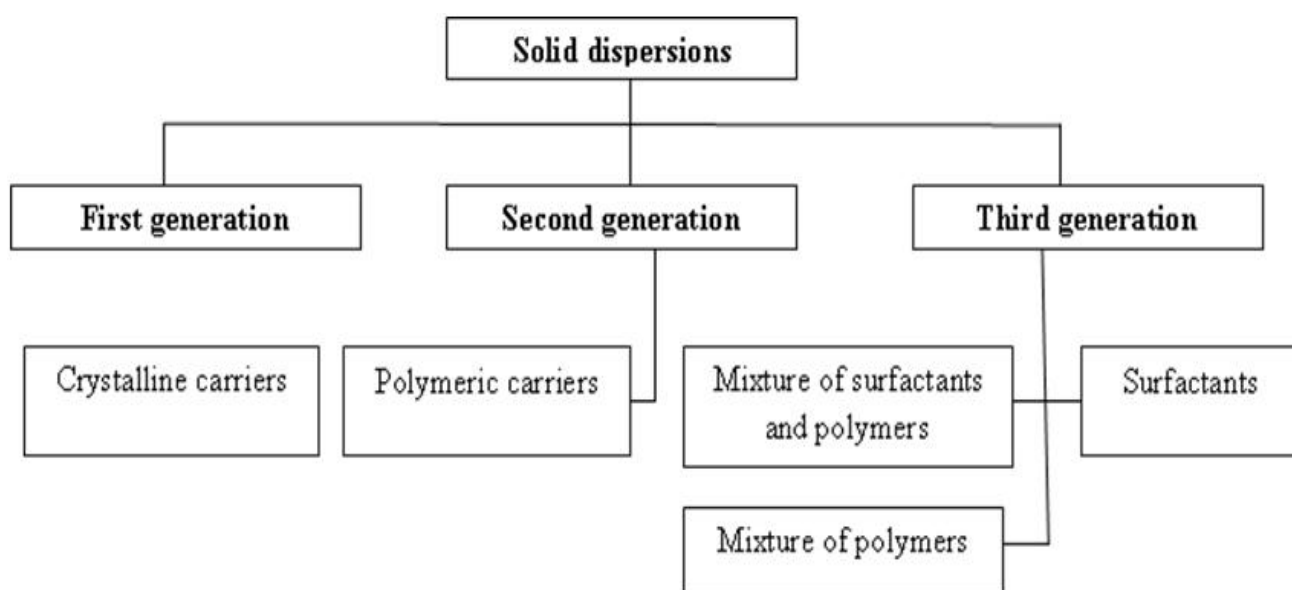 Solid dispersions
First generation
Second generation
Third generation
Crystalline carriers
Polymeric carriers
Mixture of surfactants
and polymers
Surfactants
Mixture of polymers